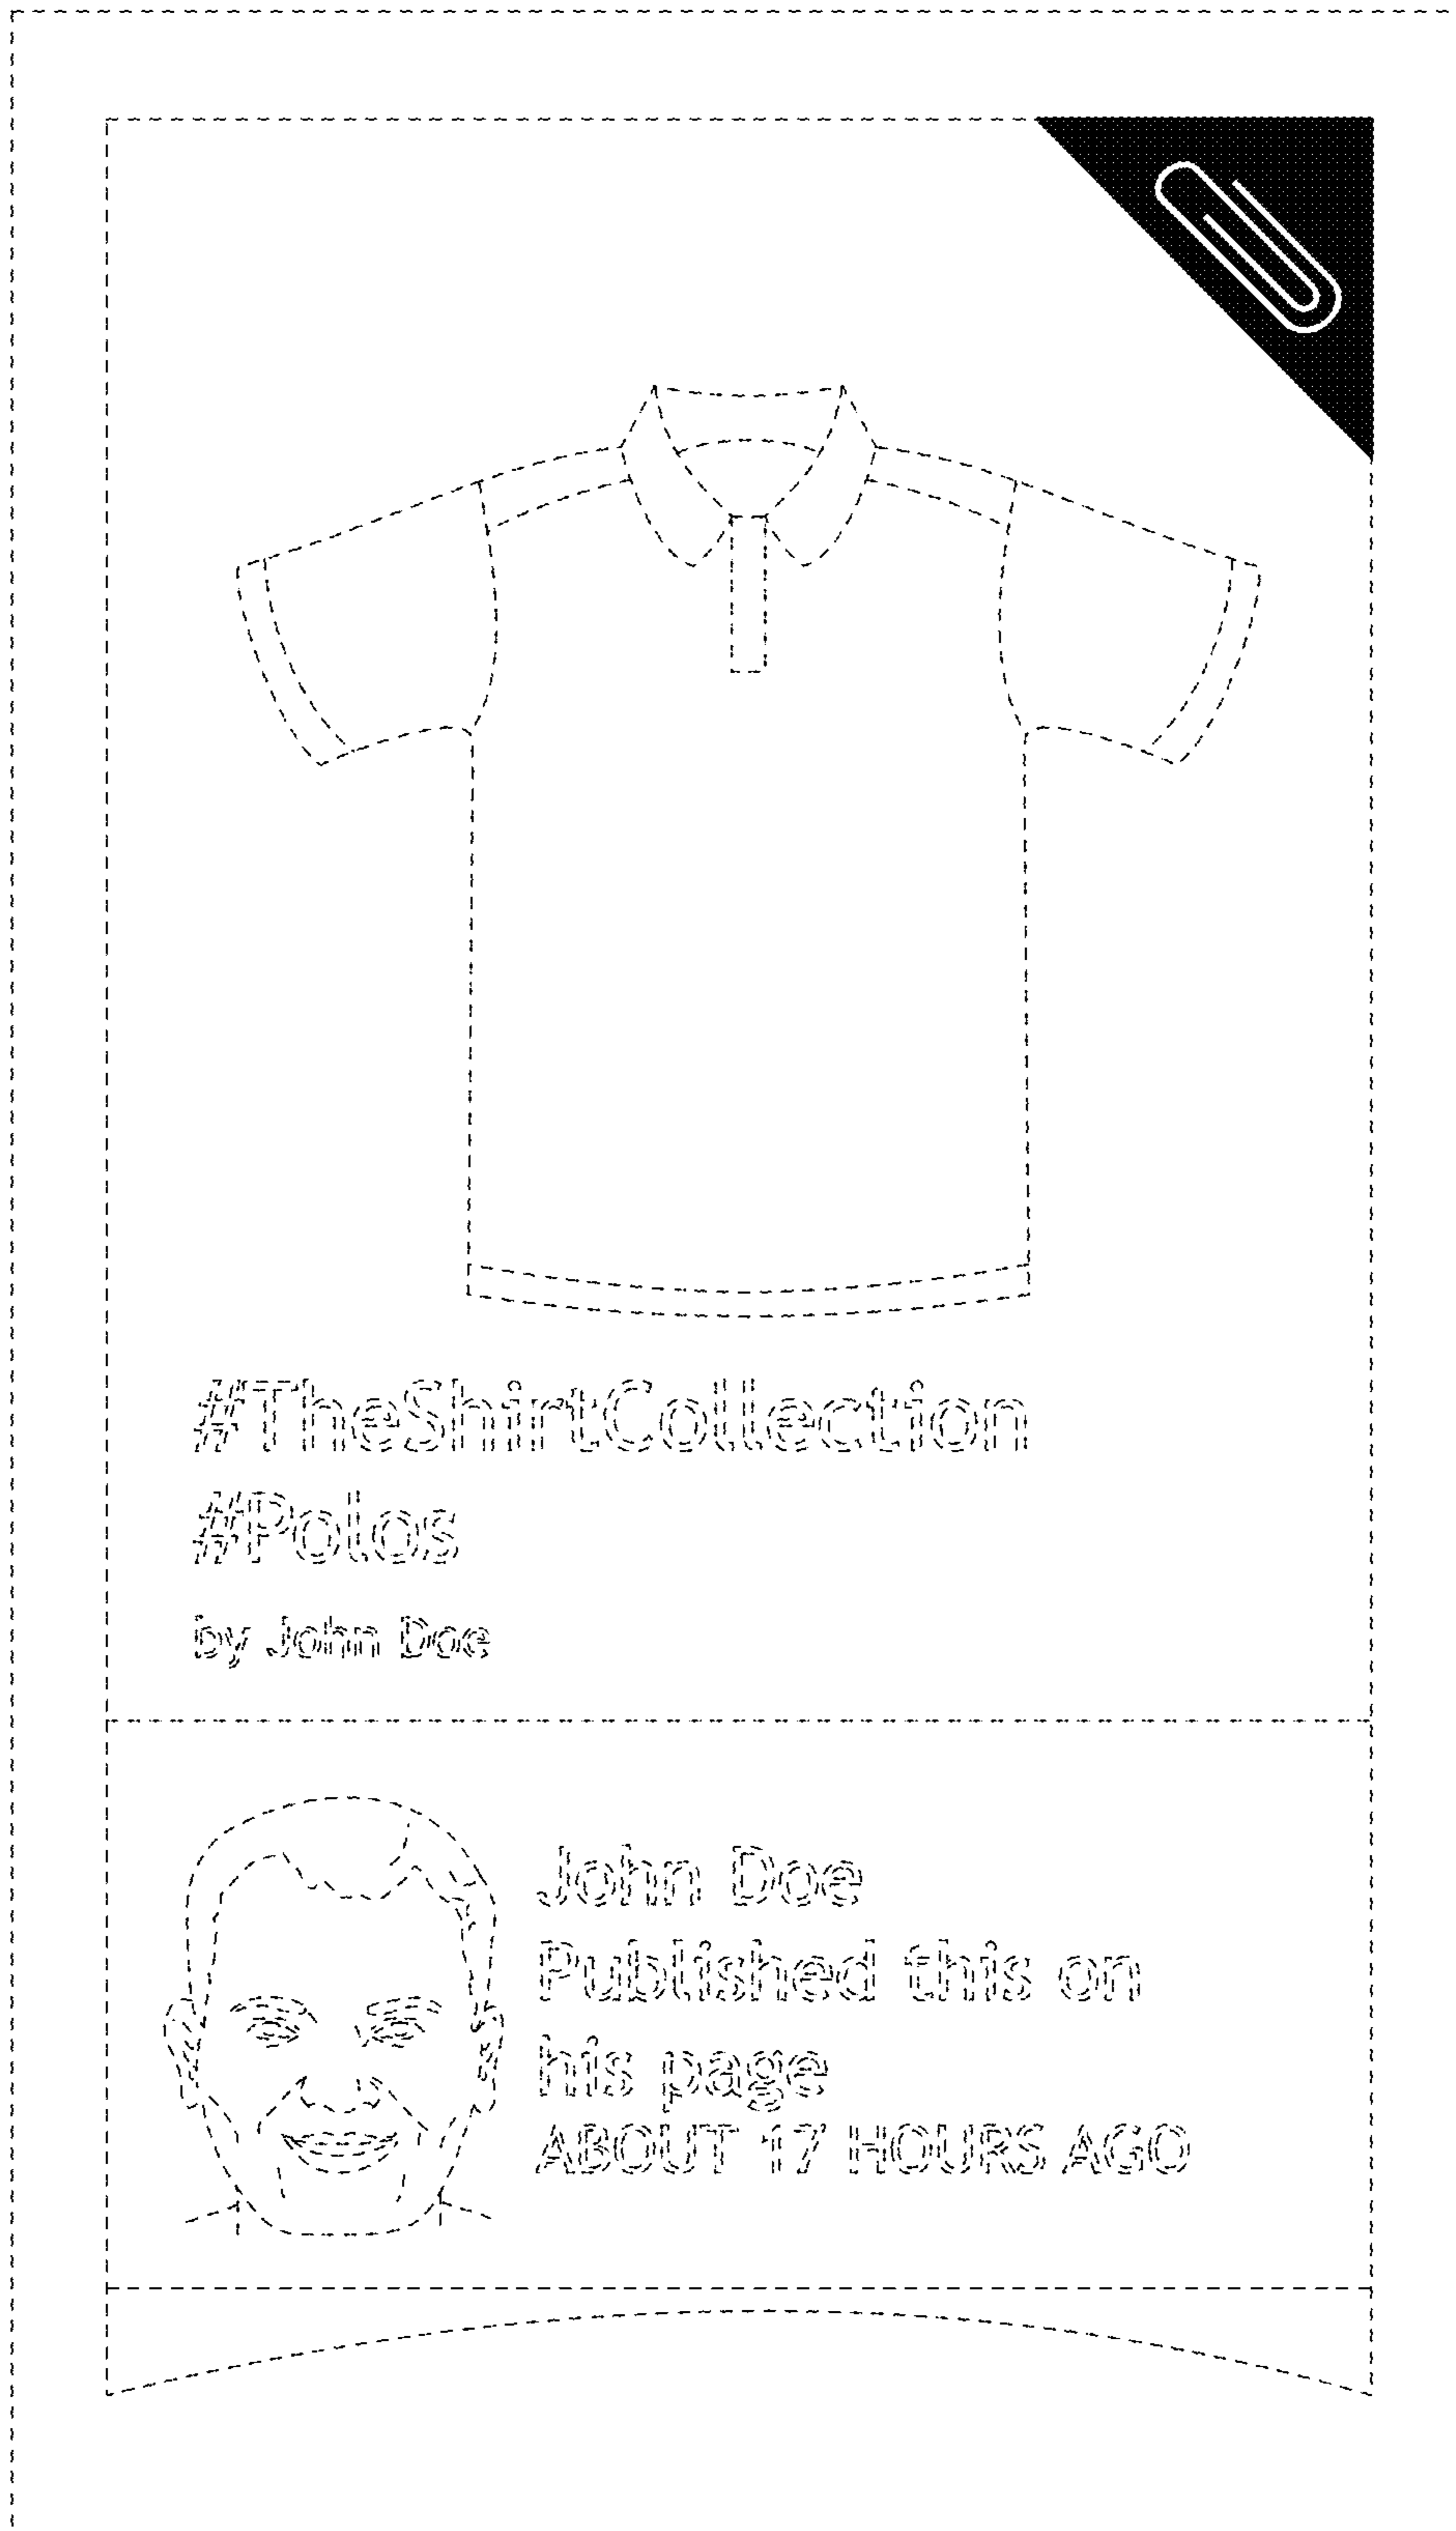 #TheShirtCollection
#Polos
by John Doe
John Doe
Published this on
his page
ABOUT 17 HOURS AGO